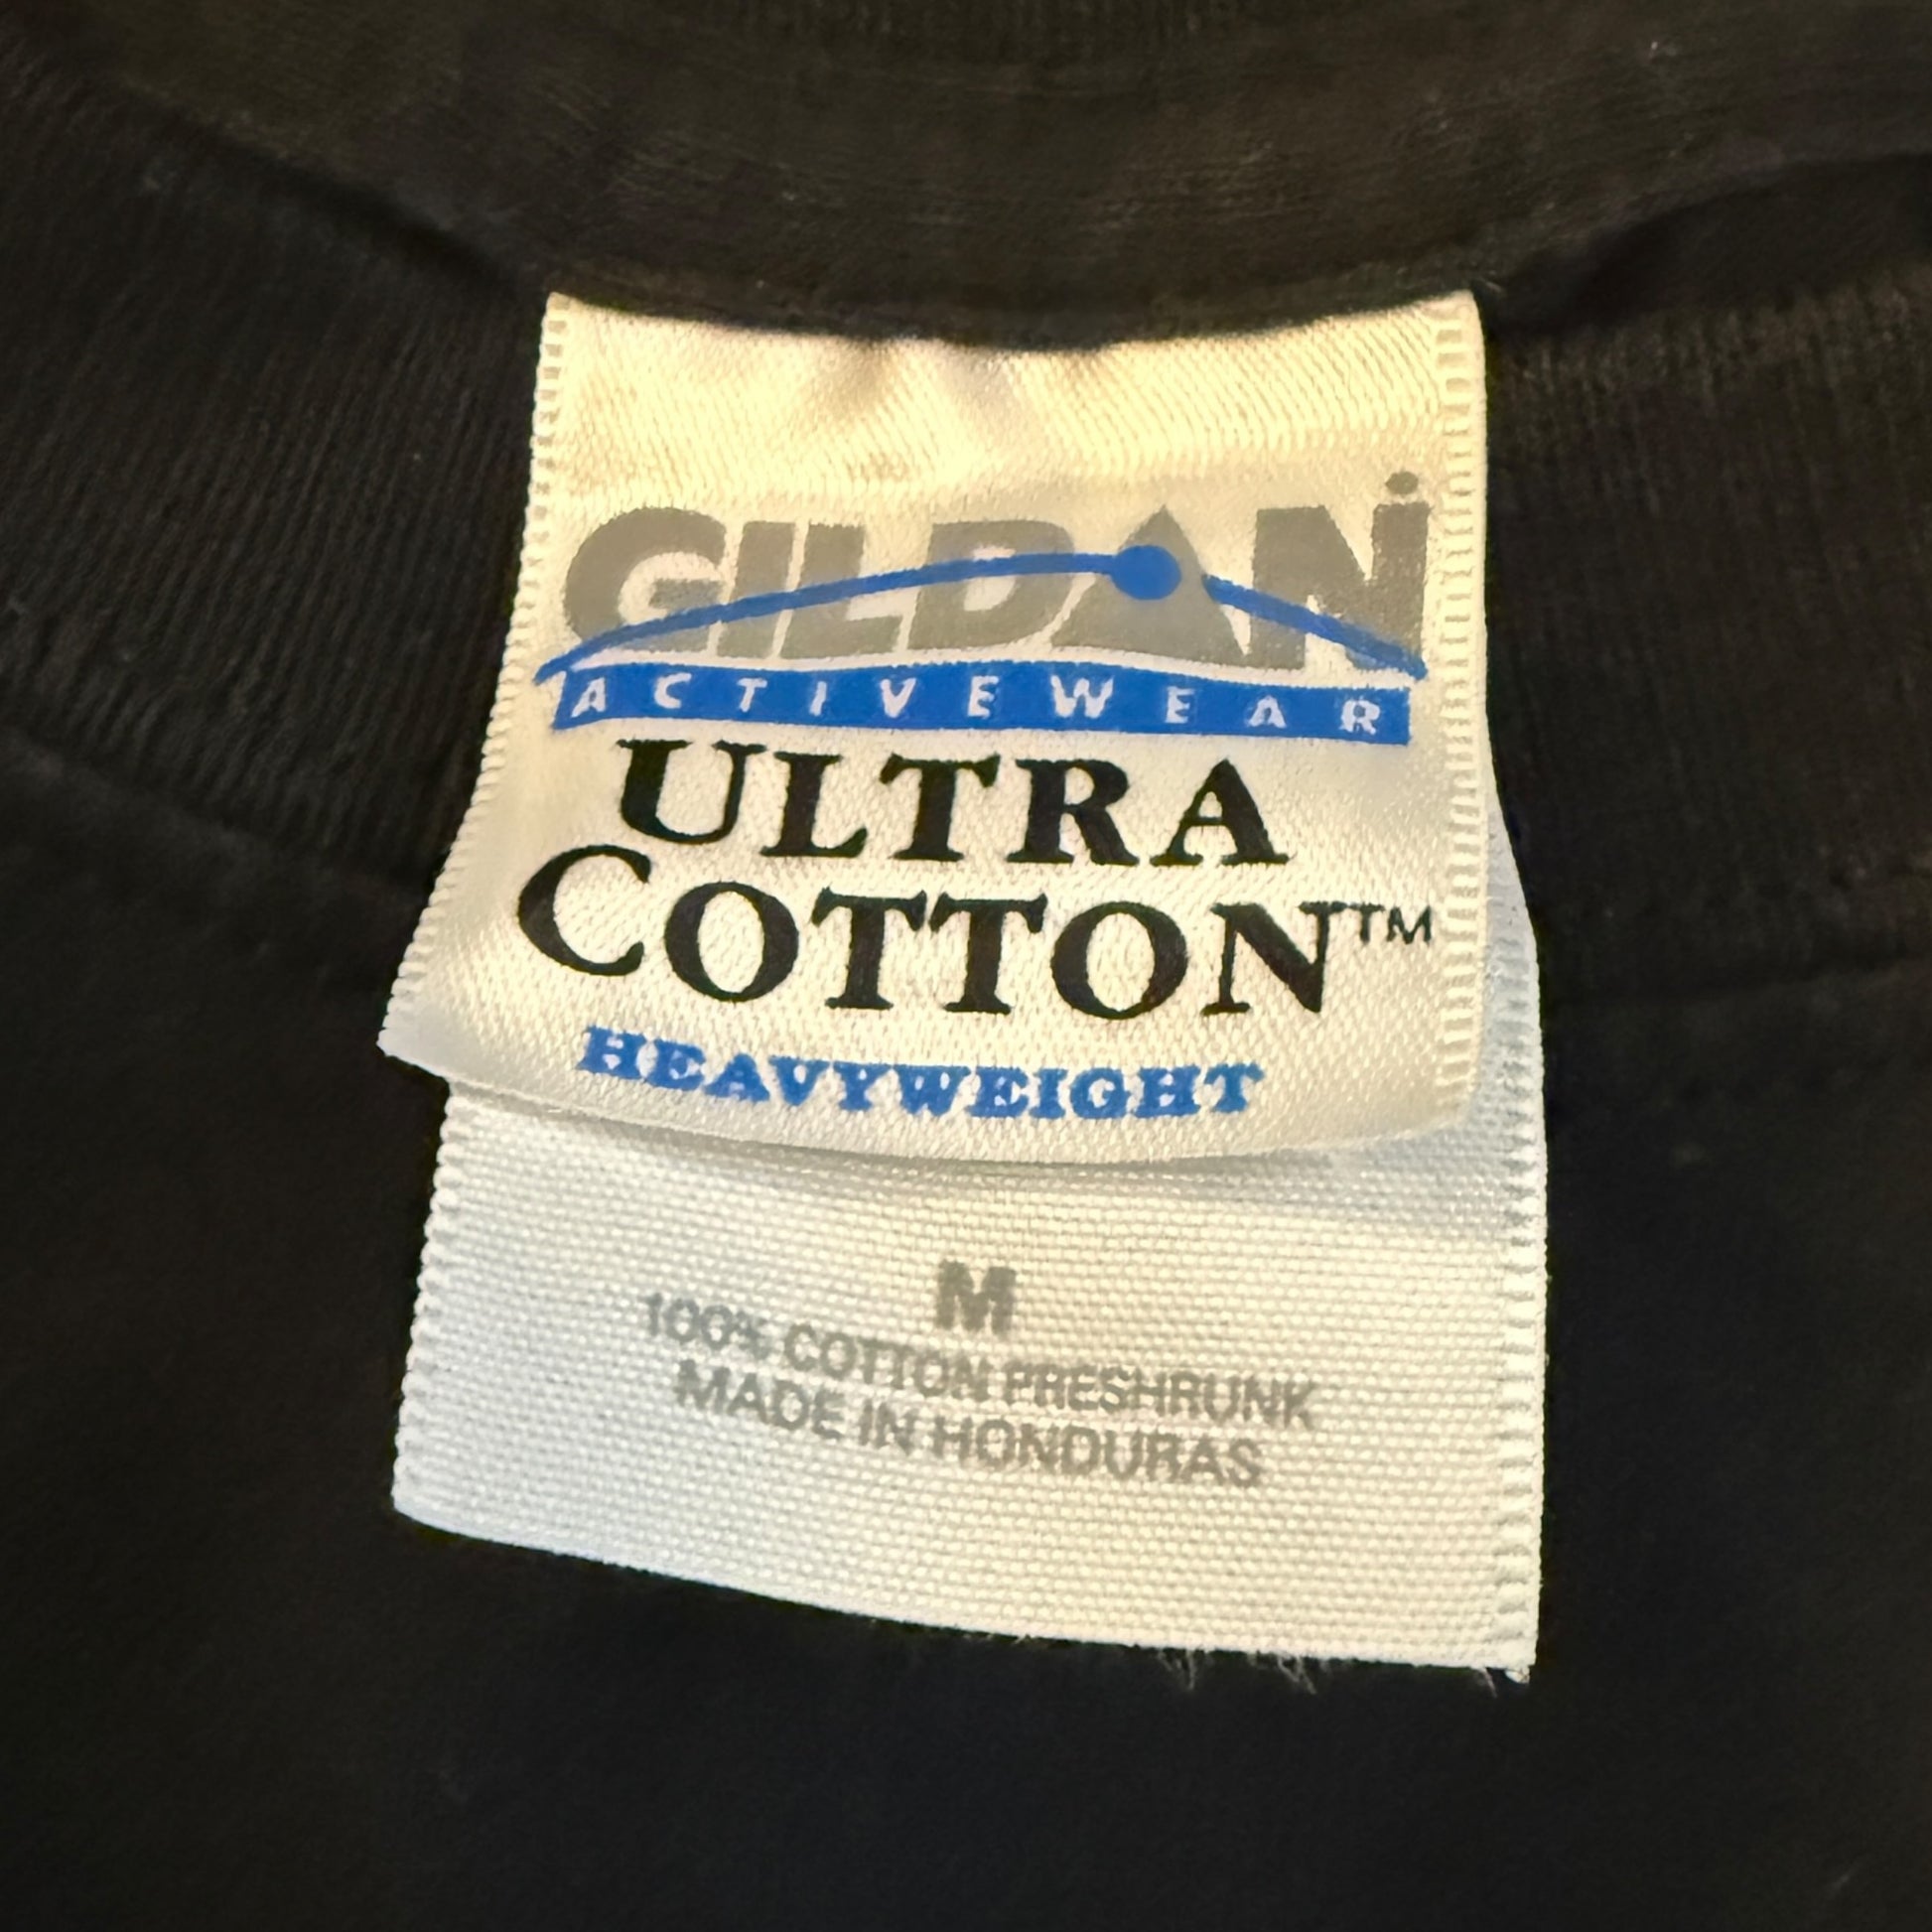 GILDAN
ACTIVEWEAR
ULTRA
COTTON™
HEAVYWEIGHT
M
100% COTTON PRESHRUNK
MADE IN HONDURAS